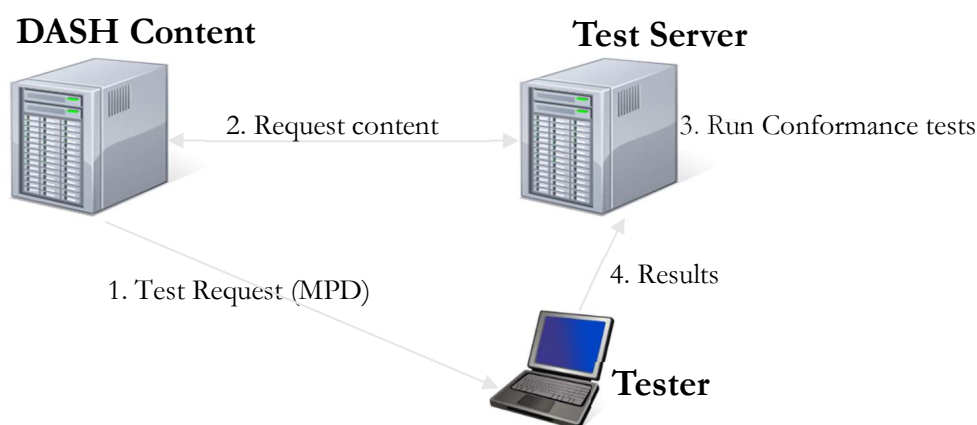 DASH Content
Test Server
2. Request content
3. Run Conformance tests
1. Test Request (MPD)
4. Results
Tester